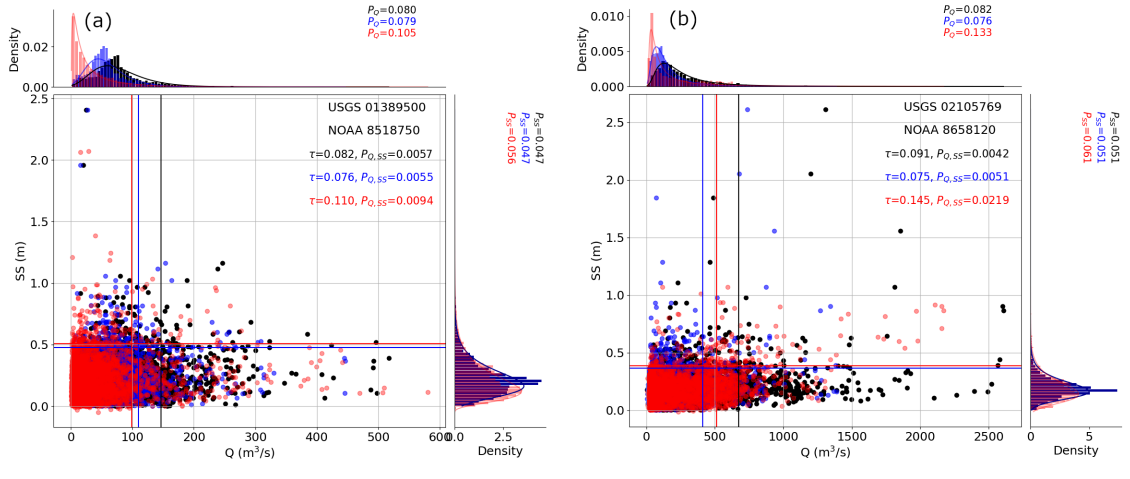 (a)
P_Q=0.080
P_Q=0.079
P_Q=0.105
Density
0.02
0.00
USGS 01389500
NOAA 8518750
τ=0.082, P_Q,SS=0.0057
τ=0.076, P_Q,SS=0.0055
τ=0.110, P_Q,SS=0.0094
2.5
2.0
1.5
1.0
0.5
0.0
SS (m)
0
100
200
300
400
500
600
Q (m³/s)
P_SS=0.047
P_SS=0.047
P_SS=0.056
0.0
2.5
Density
(b)
P_Q=0.082
P_Q=0.076
P_Q=0.133
Density
0.010
0.005
0.000
USGS 02105769
NOAA 8658120
τ=0.091, P_Q,SS=0.0042
τ=0.075, P_Q,SS=0.0051
τ=0.145, P_Q,SS=0.0219
2.5
2.0
1.5
1.0
0.5
0.0
SS (m)
0
500
1000
1500
2000
2500
Q (m³/s)
P_SS=0.051
P_SS=0.051
P_SS=0.061
0
5
Density